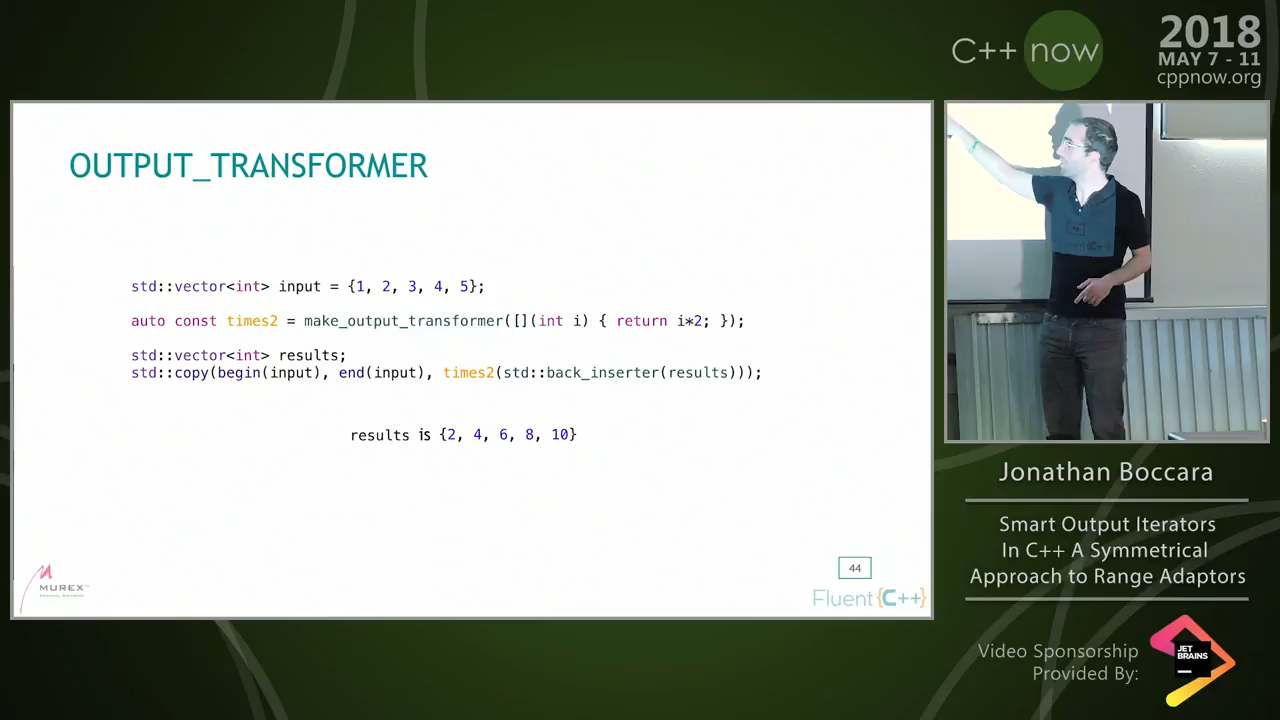 C++ now
2018
MAY 7 - 11
cppnow.org
OUTPUT_TRANSFORMER
std::vector<int> input = {1, 2, 3, 4, 5};
auto const times2 = make_output_transformer([](int i) { return i*2; });
std::vector<int> results;
std::copy(begin(input), end(input), times2(std::back_inserter(results)));
results is {2, 4, 6, 8, 10}
MUREX
44
Fluent {C++}
Jonathan Boccara
Smart Output Iterators
In C++ A Symmetrical
Approach to Range Adaptors
Video Sponsorship
Provided By:
JET
BRAINS